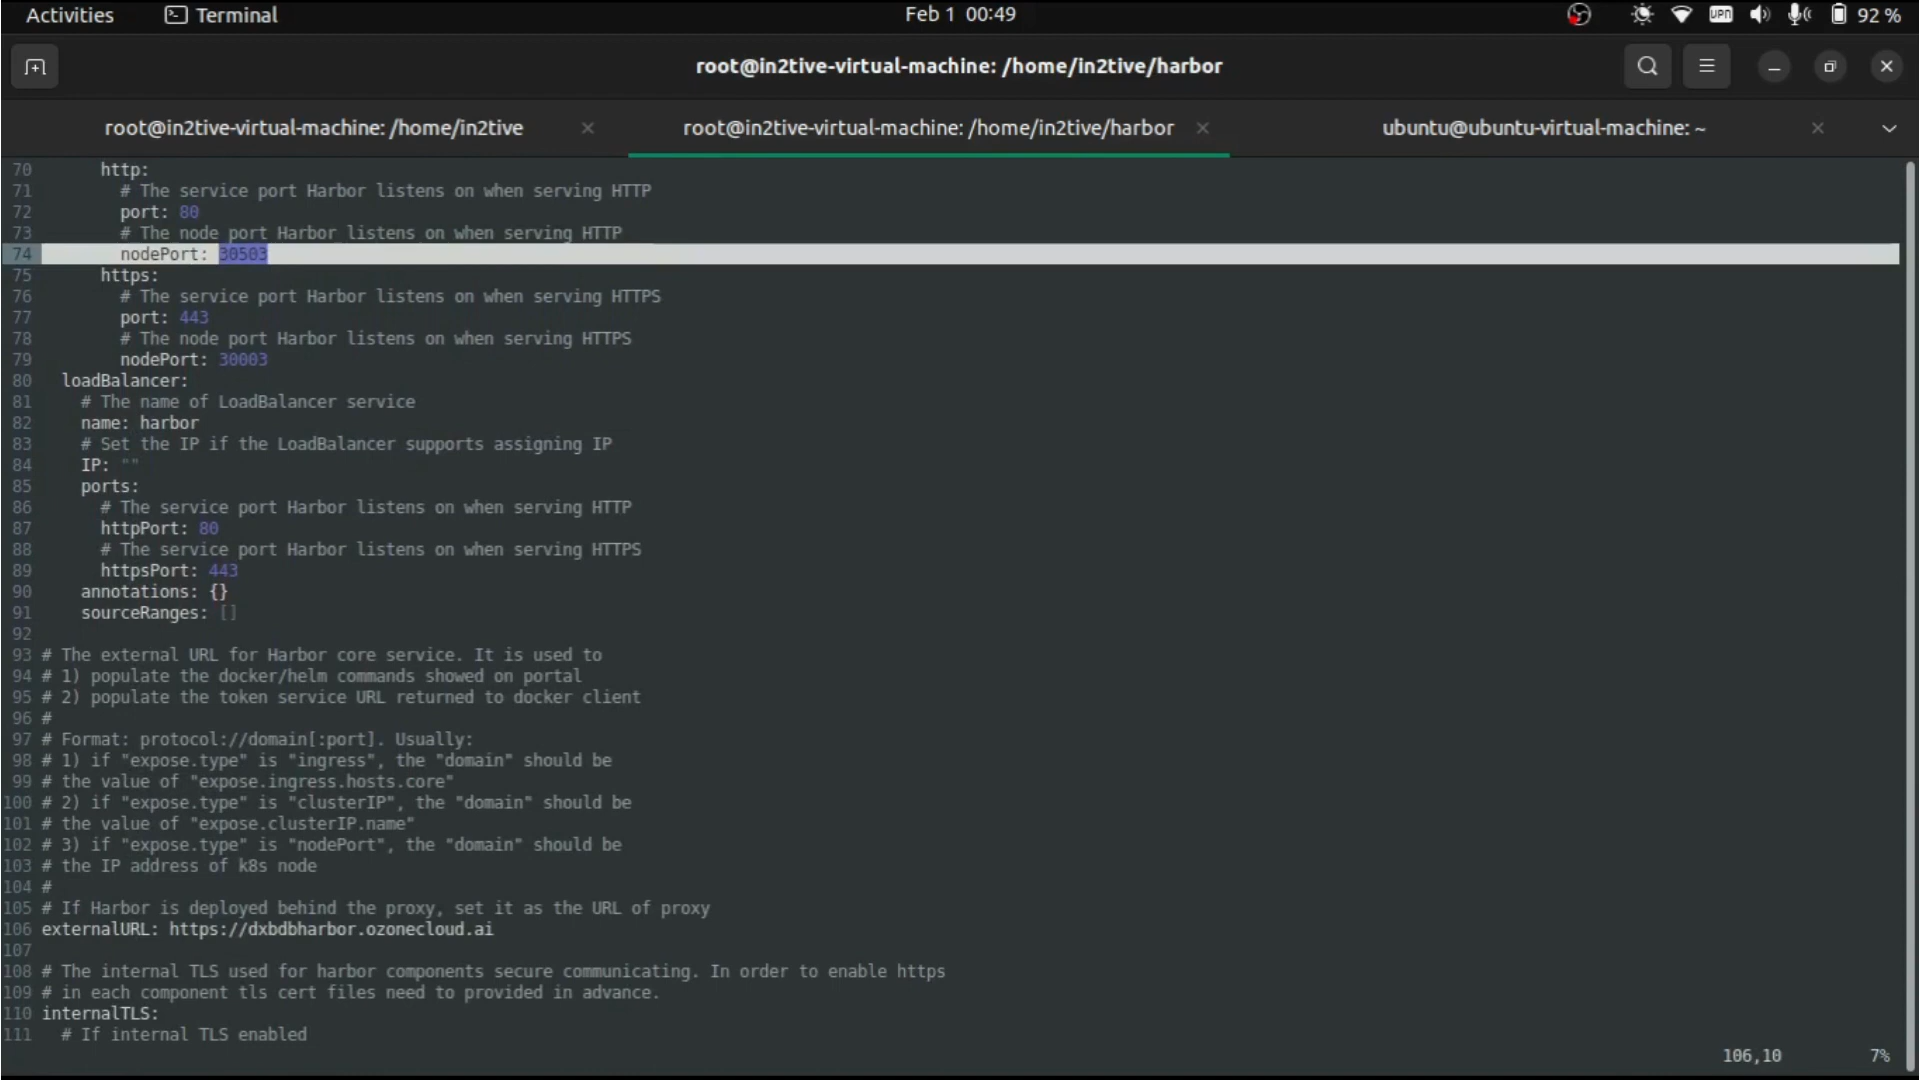 Activities
Terminal
Feb 1 00:49
VPN
92 %
root@in2tive-virtual-machine: /home/in2tive/harbor
root@in2tive-virtual-machine: /home/in2tive
root@in2tive-virtual-machine: /home/in2tive/harbor
ubuntu@ubuntu-virtual-machine: ~
70       http:
71         # The service port Harbor listens on when serving HTTP
72         port: 80
73         # The node port Harbor listens on when serving HTTP
74         nodePort: 30503
75       https:
76         # The service port Harbor listens on when serving HTTPS
77         port: 443
78         # The node port Harbor listens on when serving HTTPS
79         nodePort: 30003
80   loadBalancer:
81     # The name of LoadBalancer service
82     name: harbor
83     # Set the IP if the LoadBalancer supports assigning IP
84     IP: ""
85     ports:
86       # The service port Harbor listens on when serving HTTP
87       httpPort: 80
88       # The service port Harbor listens on when serving HTTPS
89       httpsPort: 443
90     annotations: {}
91     sourceRanges: []
92
93 # The external URL for Harbor core service. It is used to
94 # 1) populate the docker/helm commands showed on portal
95 # 2) populate the token service URL returned to docker client
96 #
97 # Format: protocol://domain[:port]. Usually:
98 # 1) if "expose.type" is "ingress", the "domain" should be
99 # the value of "expose.ingress.hosts.core"
100 # 2) if "expose.type" is "clusterIP", the "domain" should be
101 # the value of "expose.clusterIP.name"
102 # 3) if "expose.type" is "nodePort", the "domain" should be
103 # the IP address of k8s node
104 #
105 # If Harbor is deployed behind the proxy, set it as the URL of proxy
106 externalURL: https://dxbdbharbor.ozonecloud.ai
107
108 # The internal TLS used for harbor components secure communicating. In order to enable https
109 # in each component tls cert files need to provided in advance.
110 internalTLS:
111   # If internal TLS enabled
106,10
7%